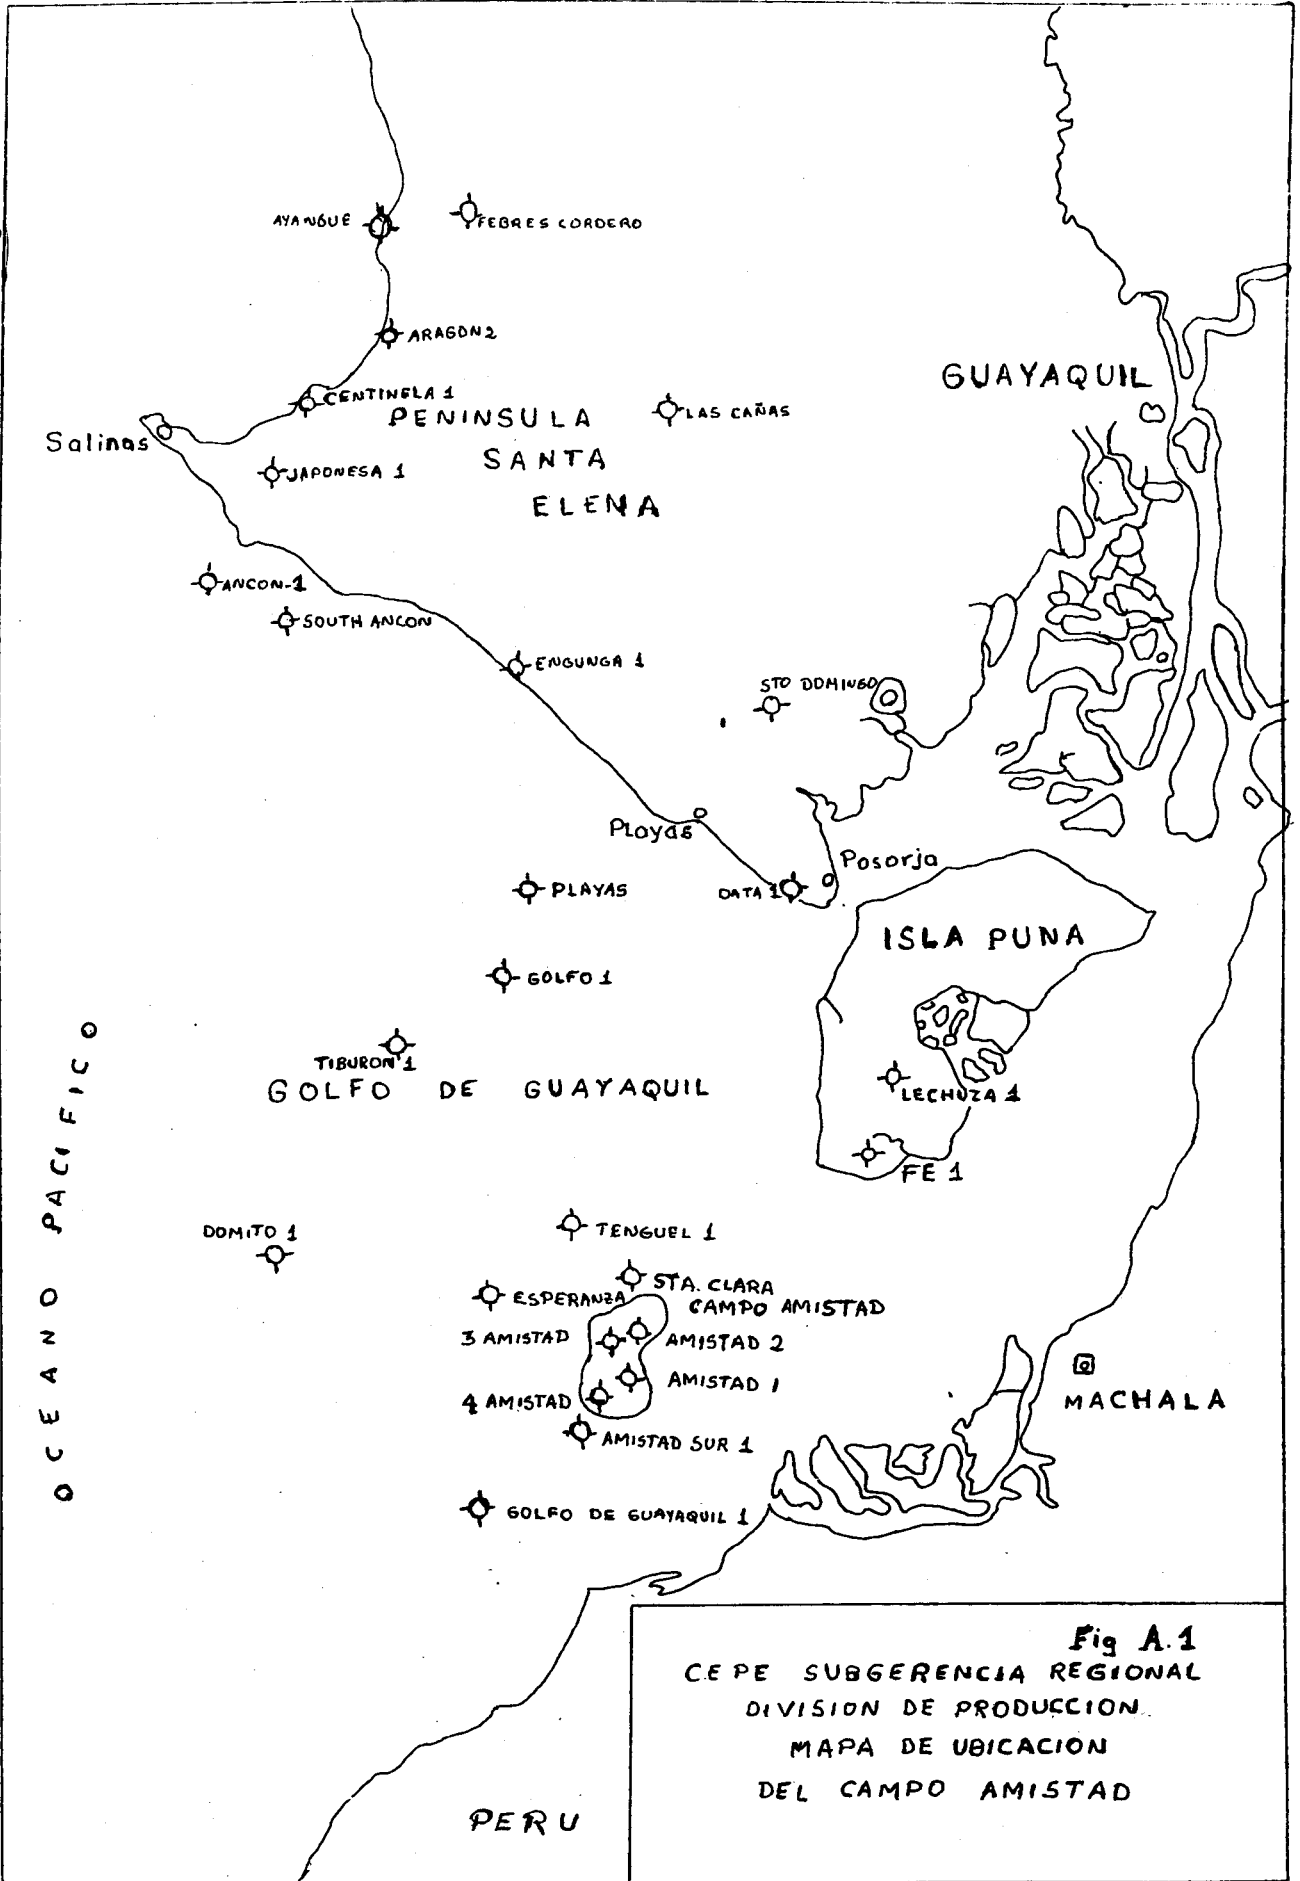 AYANGUE
FEBRES CORDERO
ARAGON 2
GUAYAQUIL
CENTINELA 1
PENINSULA
LAS CAÑAS
Salinas
SANTA
JAPONESA 1
ELENA
ANCON-1
SOUTH ANCON
ENGUNGA 1
STO DOMINGO
Playas
Posorja
PLAYAS
DATA 1
ISLA PUNA
GOLFO 1
OCEANO PACIFICO
TIBURON 1
GOLFO DE GUAYAQUIL
LECHUZA 1
FE 1
DOMITO 1
TENGUEL 1
STA. CLARA
ESPERANZA
CAMPO AMISTAD
3 AMISTAD
AMISTAD 2
AMISTAD 1
4 AMISTAD
MACHALA
AMISTAD SUR 1
GOLFO DE GUAYAQUIL 1
Fig A.1
C.E P E SUBGERENCIA REGIONAL
DIVISION DE PRODUCCION.
MAPA DE UBICACION
DEL CAMPO AMISTAD
PERU